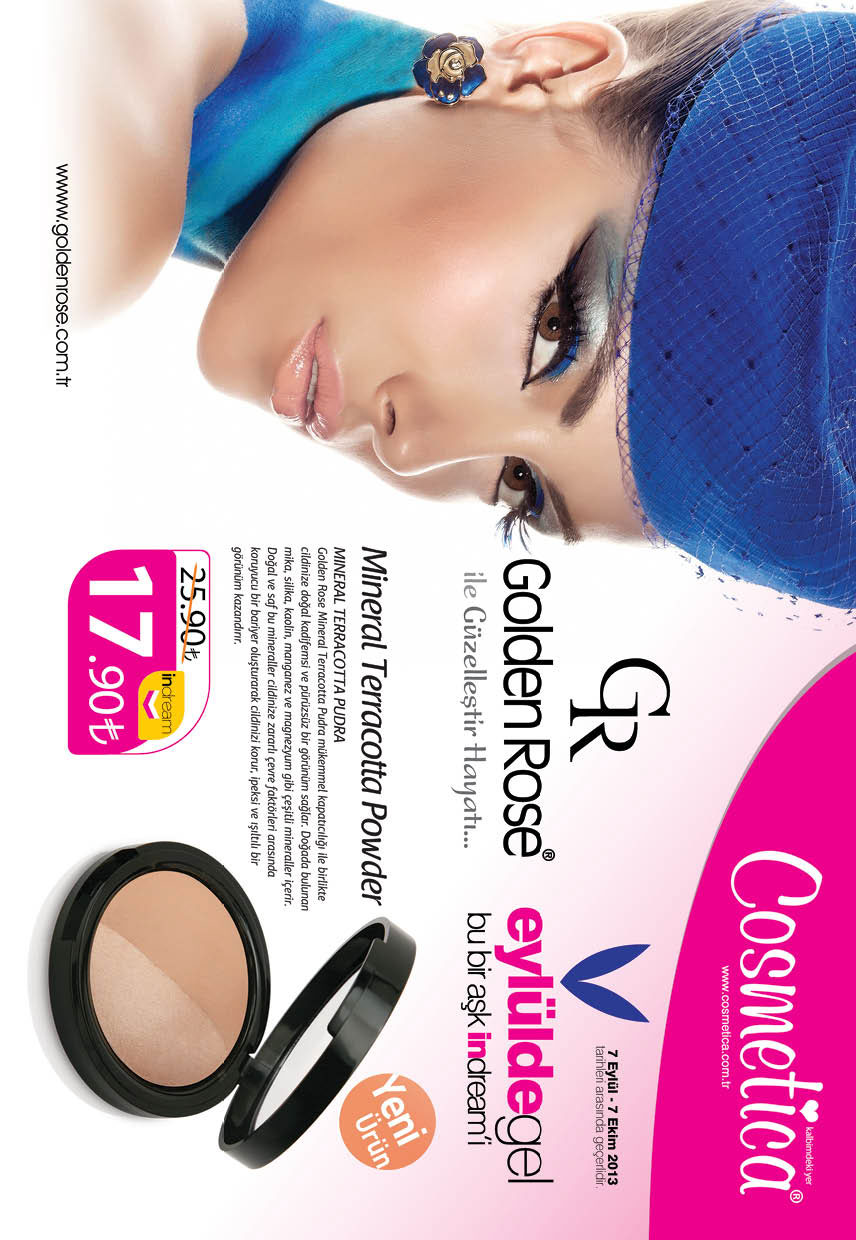 kalbimdeki yer
Cosmetica®
www.cosmetica.com.tr
7 Eylül - 7 Ekim 2013
tarihleri arasında geçerlidir.
eylüldegel
bu bir aşk indream'i
GR
Golden Rose®
ile Güzelleştir Hayatı...
Yeni
Ürün
Mineral Terracotta Powder
MINERAL TERRACOTTA PUDRA
Golden Rose Mineral Terracotta Pudra mükemmel kapatıcılığı ile birlikte
cildinize doğal kadifemsi ve pürüzsüz bir görünüm sağlar. Doğada bulunan
mika, silika, kaolin, manganez ve magnezyum gibi çeşitli mineraller içerir.
Doğal ve saf bu mineraller cildinize zararlı çevre faktörleri arasında
koruyucu bir bariyer oluşturarak cildinizi korur, ipeksi ve ışıltılı bir
görünüm kazandırır.
25.90₺
indream
17.90₺
www.goldenrose.com.tr